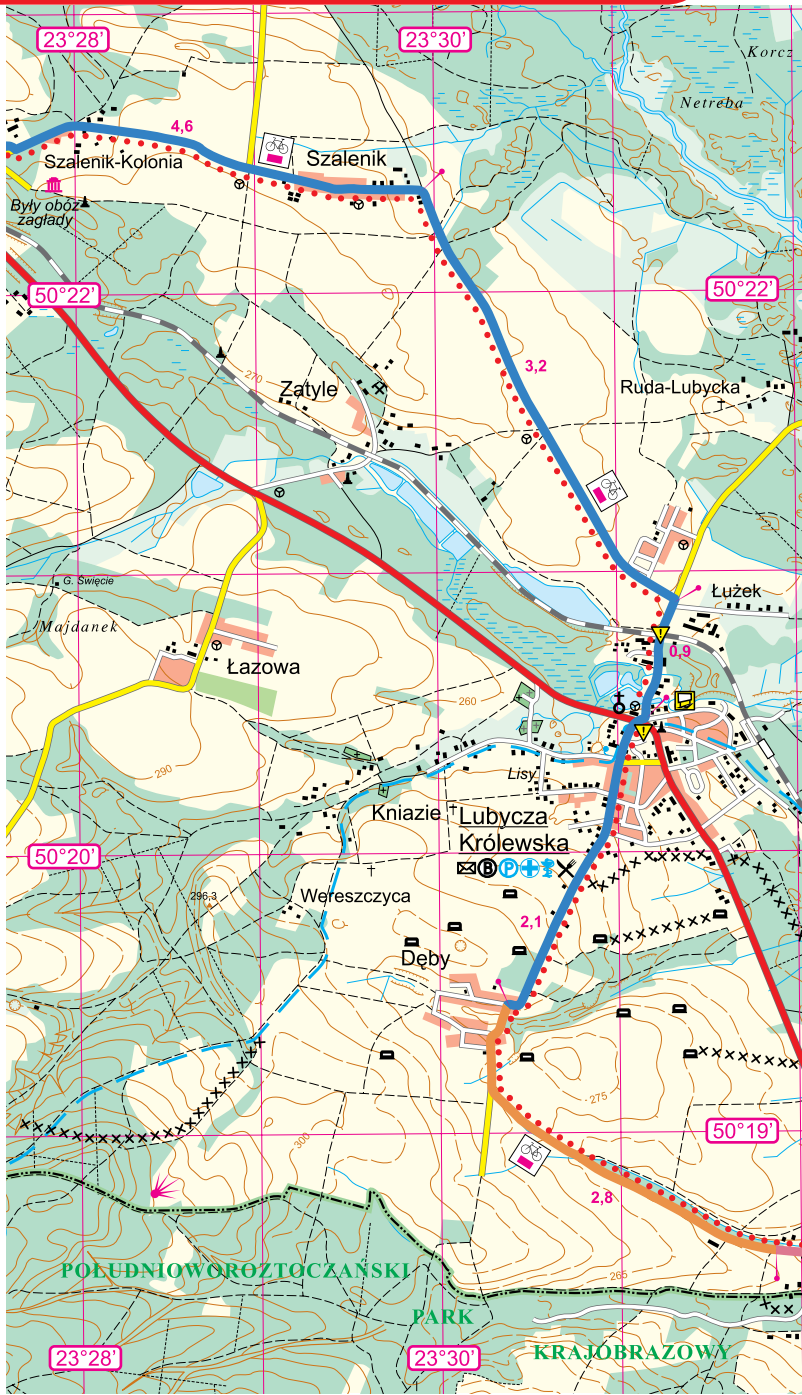 23°28'
23°30'
Korcz
Netreba
4,6
Szalenik-Kolonia
Szalenik
Były obóz
zagłady
50°22'
50°22'
3,2
270
Zatyle
Ruda-Lubycka
G. Święcie
Majdanek
Łużek
Łazowa
0,9
260
290
Lisy
Kniazie
Lubycza
Królewska
B P
50°20'
296,3
Wereszczyca
2,1
Dęby
275
300
50°19'
2,8
265
POŁUDNIOWOROZTOCZAŃSKI
PARK
KRAJOBRAZOWY
23°28'
23°30'